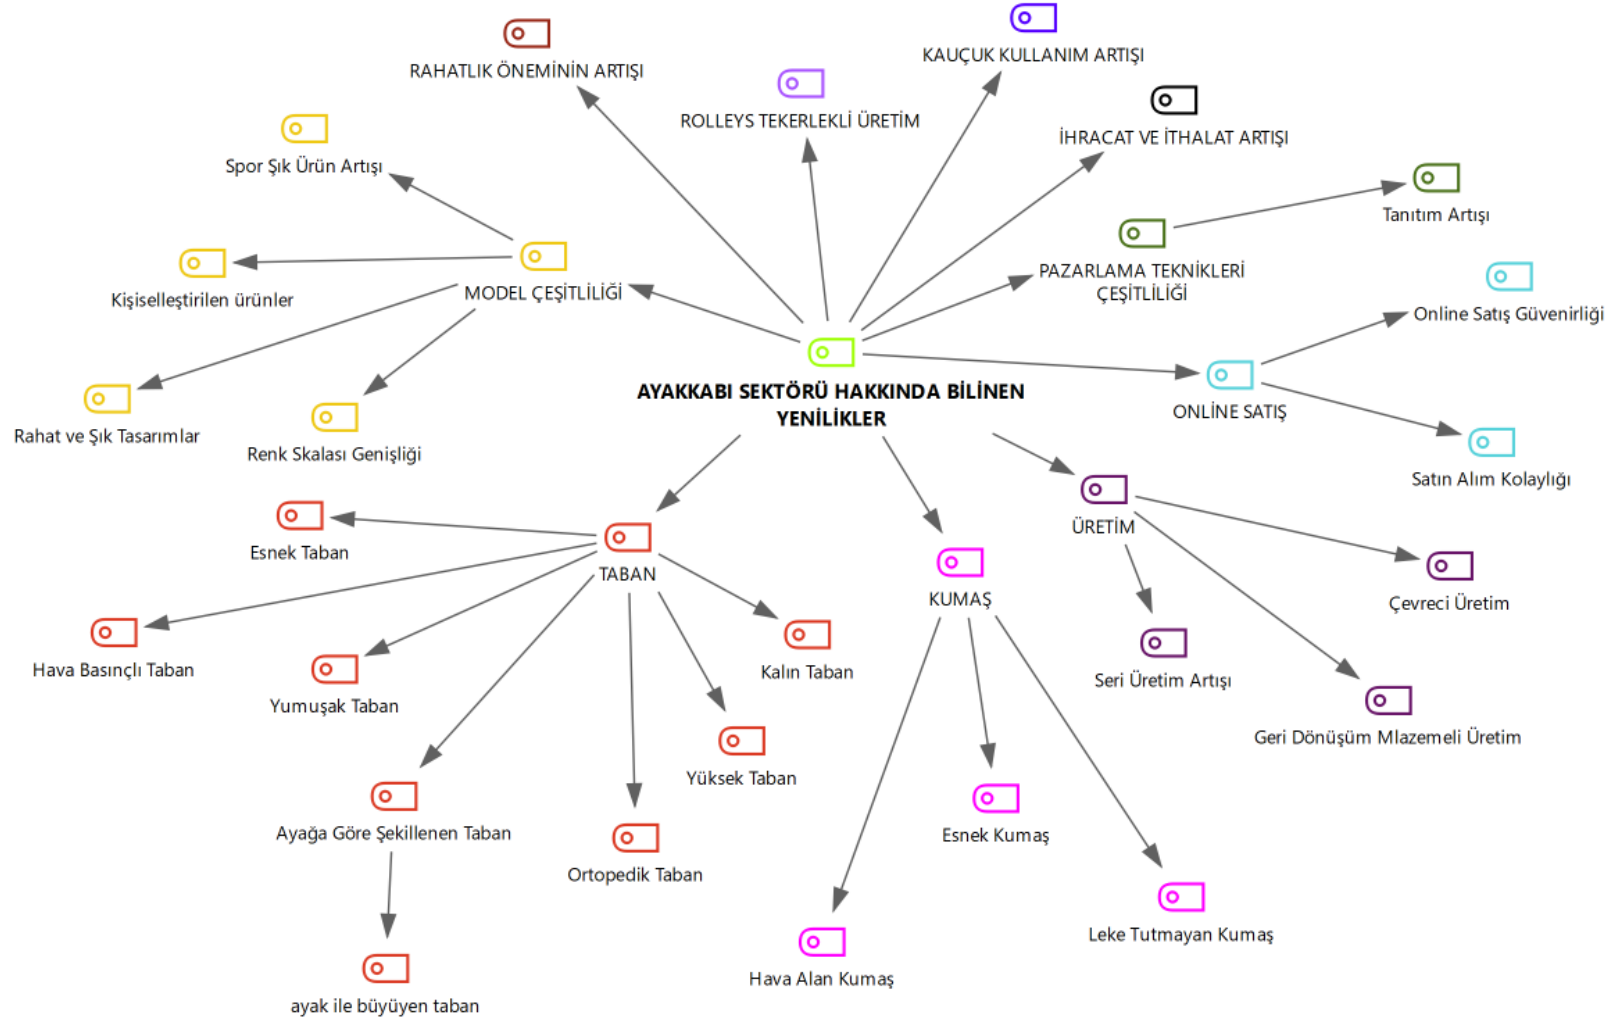 KAUÇUK KULLANIM ARTIŞI
RAHATLIK ÖNEMİNİN ARTIŞI
ROLLEYS TEKERLEKLİ ÜRETİM
İHRACAT VE İTHALAT ARTIŞI
Spor Şık Ürün Artışı
Tanıtım Artışı
PAZARLAMA TEKNİKLERİ
ÇEŞİTLİLİĞİ
Kişiselleştirilen ürünler
MODEL ÇEŞİTLİLİĞİ
Online Satış Güvenirliği
AYAKKABI SEKTÖRÜ HAKKINDA BİLİNEN
YENİLİKLER
ONLİNE SATIŞ
Rahat ve Şık Tasarımlar
Renk Skalası Genişliği
Satın Alım Kolaylığı
ÜRETİM
Esnek Taban
TABAN
KUMAŞ
Çevreci Üretim
Hava Basınçlı Taban
Kalın Taban
Seri Üretim Artışı
Yumuşak Taban
Geri Dönüşüm Mlazemeli Üretim
Yüksek Taban
Ayağa Göre Şekillenen Taban
Esnek Kumaş
Ortopedik Taban
Leke Tutmayan Kumaş
Hava Alan Kumaş
ayak ile büyüyen taban